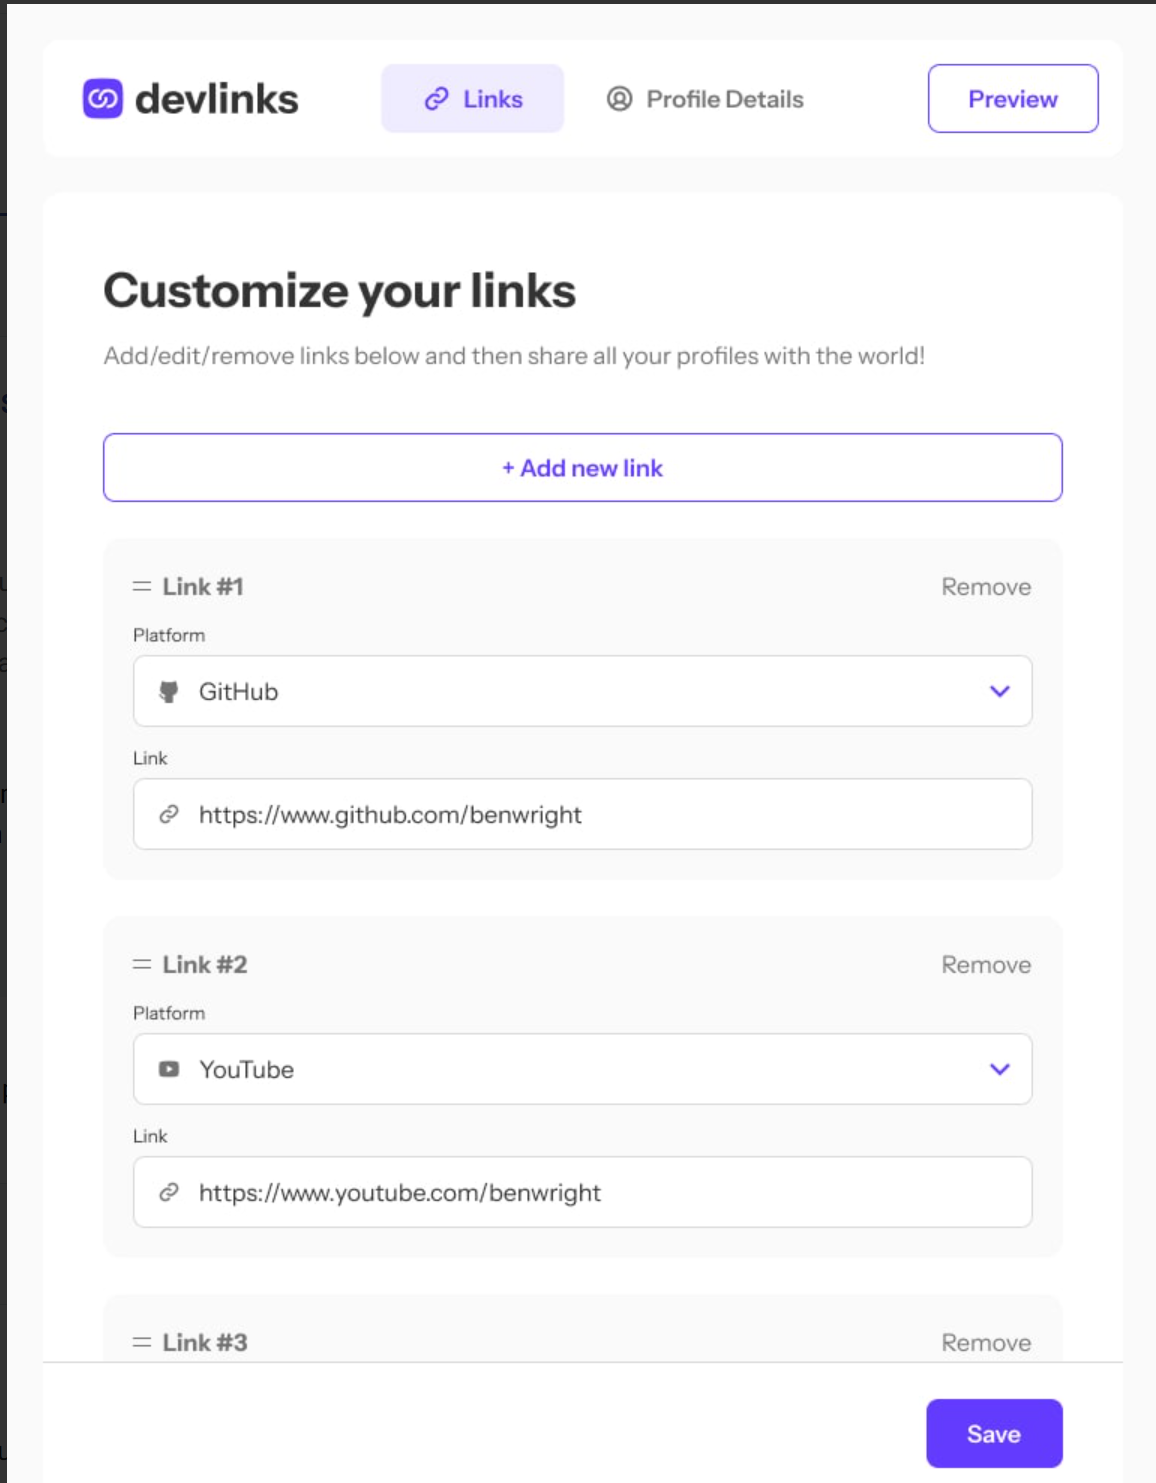 devlinks
Links
Profile Details
Preview
Customize your links
Add/edit/remove links below and then share all your profiles with the world!
+ Add new link
Link #1
Remove
Platform
GitHub
Link
https://www.github.com/benwright
Link #2
Remove
Platform
YouTube
Link
https://www.youtube.com/benwright
Link #3
Remove
Save